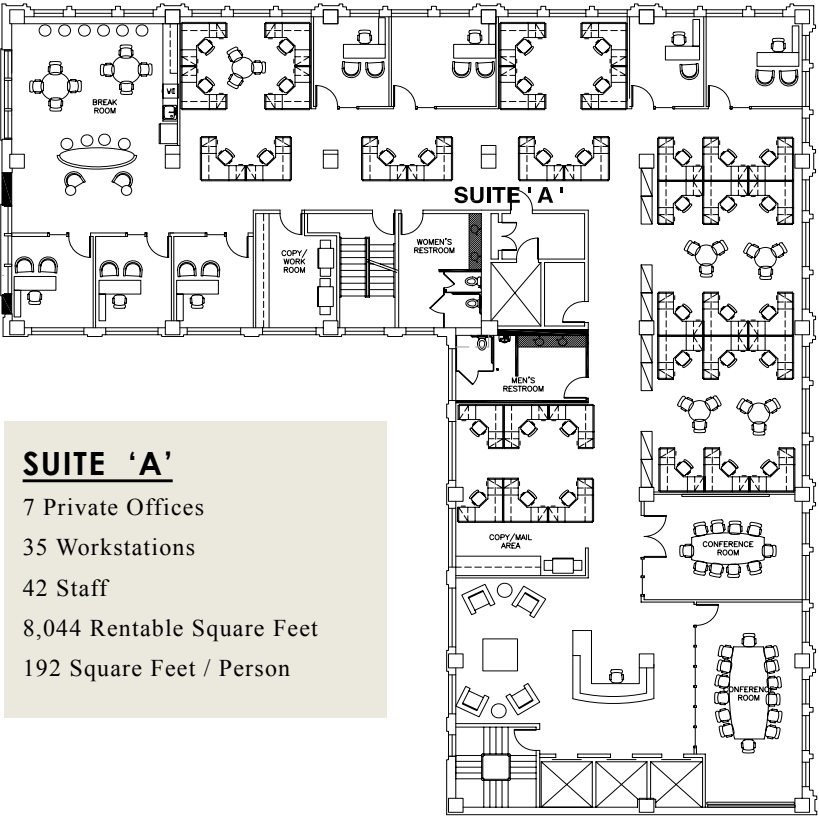 BREAK
ROOM
VE
SUITE 'A'
COPY/
WORK
ROOM
WOMEN'S
RESTROOM
MEN'S
RESTROOM
COPY/MAIL
AREA
CONFERENCE
ROOM
CONFERENCE
ROOM
SUITE ‘A’
7 Private Offices
35 Workstations
42 Staff
8,044 Rentable Square Feet
192 Square Feet / Person